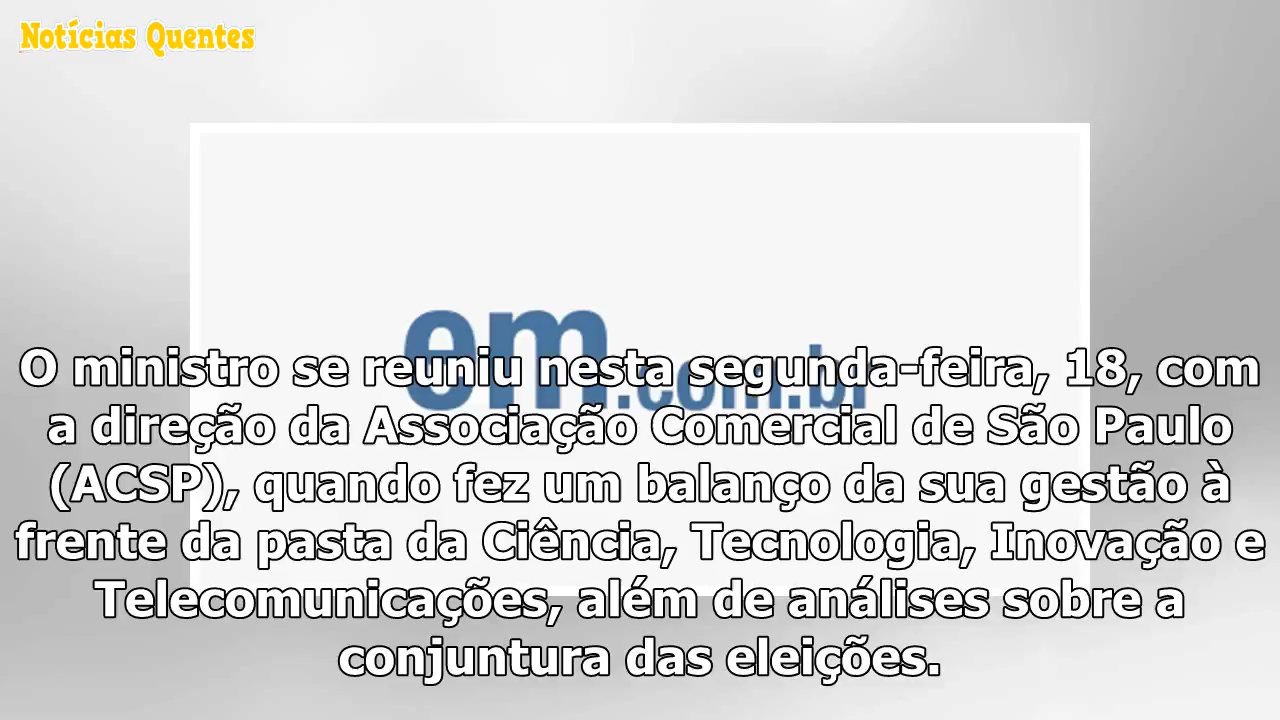 Notícias Quentes
em.com.br
O ministro se reuniu nesta segunda-feira, 18, com
a direção da Associação Comercial de São Paulo
(ACSP), quando fez um balanço da sua gestão à
frente da pasta da Ciência, Tecnologia, Inovação e
Telecomunicações, além de análises sobre a
conjuntura das eleições.